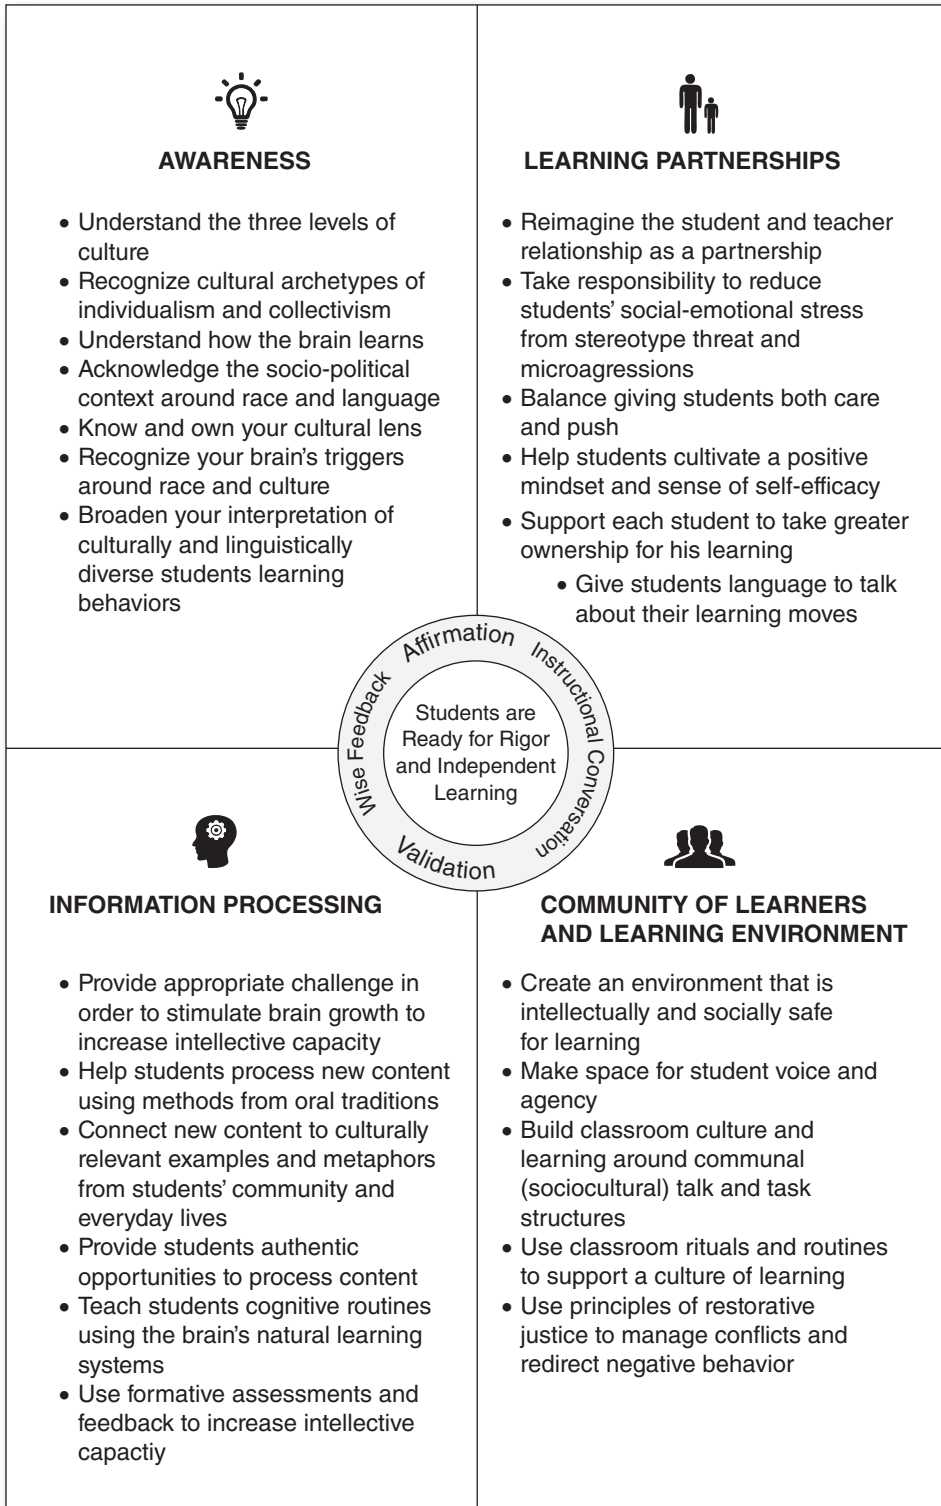 AWARENESS
• Understand the three levels of
culture
• Recognize cultural archetypes of
individualism and collectivism
• Understand how the brain learns
• Acknowledge the socio-political
context around race and language
• Know and own your cultural lens
• Recognize your brain's triggers
around race and culture
• Broaden your interpretation of
culturally and linguistically
diverse students learning
behaviors
LEARNING PARTNERSHIPS
• Reimagine the student and teacher
relationship as a partnership
• Take responsibility to reduce
students' social-emotional stress
from stereotype threat and
microagressions
• Balance giving students both care
and push
• Help students cultivate a positive
mindset and sense of self-efficacy
• Support each student to take greater
ownership for his learning
• Give students language to talk
about their learning moves
Wise Feedback
Affirmation
Instructional Conversation
Validation
Students are
Ready for Rigor
and Independent
Learning
INFORMATION PROCESSING
• Provide appropriate challenge in
order to stimulate brain growth to
increase intellective capacity
• Help students process new content
using methods from oral traditions
• Connect new content to culturally
relevant examples and metaphors
from students' community and
everyday lives
• Provide students authentic
opportunities to process content
• Teach students cognitive routines
using the brain's natural learning
systems
• Use formative assessments and
feedback to increase intellective
capactiy
COMMUNITY OF LEARNERS
AND LEARNING ENVIRONMENT
• Create an environment that is
intellectually and socially safe
for learning
• Make space for student voice and
agency
• Build classroom culture and
learning around communal
(sociocultural) talk and task
structures
• Use classroom rituals and routines
to support a culture of learning
• Use principles of restorative
justice to manage conflicts and
redirect negative behavior